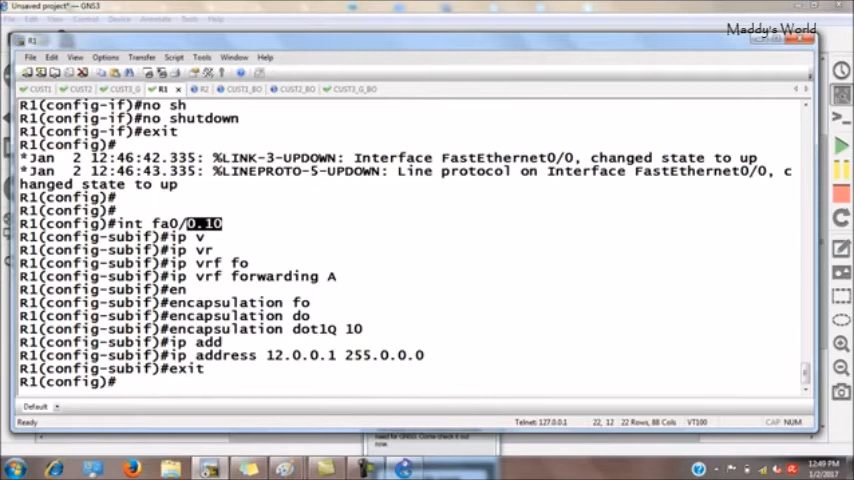 Unsaved project* — GNS3
Maddy's World
R1
File Edit View Options Transfer Script Tools Window Help
CUST1 CUST2 CUST3_G R1 R2 CUST1_BO CUST2_BO CUST3_G_BO
R1(config-if)#no sh
R1(config-if)#no shutdown
R1(config-if)#exit
R1(config)#
*Jan  2 12:46:42.335: %LINK-3-UPDOWN: Interface FastEthernet0/0, changed state to up
*Jan  2 12:46:43.335: %LINEPROTO-5-UPDOWN: Line protocol on Interface FastEthernet0/0, c
hanged state to up
R1(config)#
R1(config)#
R1(config)#int fa0/0.10
R1(config-subif)#ip v
R1(config-subif)#ip vr
R1(config-subif)#ip vrf fo
R1(config-subif)#ip vrf forwarding A
R1(config-subif)#en
R1(config-subif)#encapsulation fo
R1(config-subif)#encapsulation do
R1(config-subif)#encapsulation dot1Q 10
R1(config-subif)#ip add
R1(config-subif)#ip address 12.0.0.1 255.0.0.0
R1(config-subif)#exit
R1(config)#
Default
Ready Telnet: 127.0.0.1 22, 12 22 Rows, 88 Cols VT100 CAP NUM
need for GNS3. Come check it out
now.
12:49 PM
1/2/2017